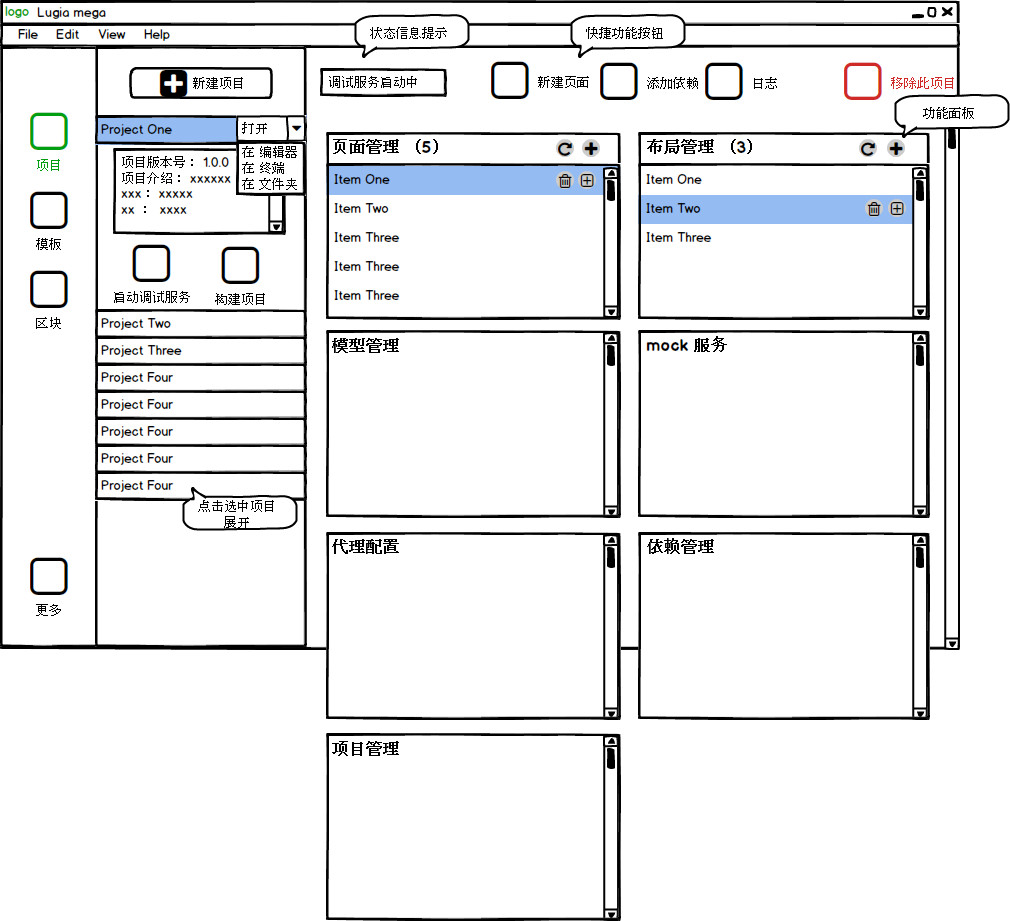 logo Lugia mega
File Edit View Help
状态信息提示
快捷功能按钮
新建项目
调试服务启动中
新建页面
添加依赖
日志
移除此项目
功能面板
项目
模板
区块
更多
Project One
打开
在 编辑器
在 终端
在 文件夹
项目版本号： 1.0.0
项目介绍： xxxxxx
xxx： xxxxx
xx ： xxxx
启动调试服务
构建项目
Project Two
Project Three
Project Four
Project Four
Project Four
Project Four
Project Four
点击选中项目
展开
页面管理 （5）
Item One
Item Two
Item Three
Item Three
Item Three
布局管理 （3）
Item One
Item Two
Item Three
模型管理
mock 服务
代理配置
依赖管理
项目管理